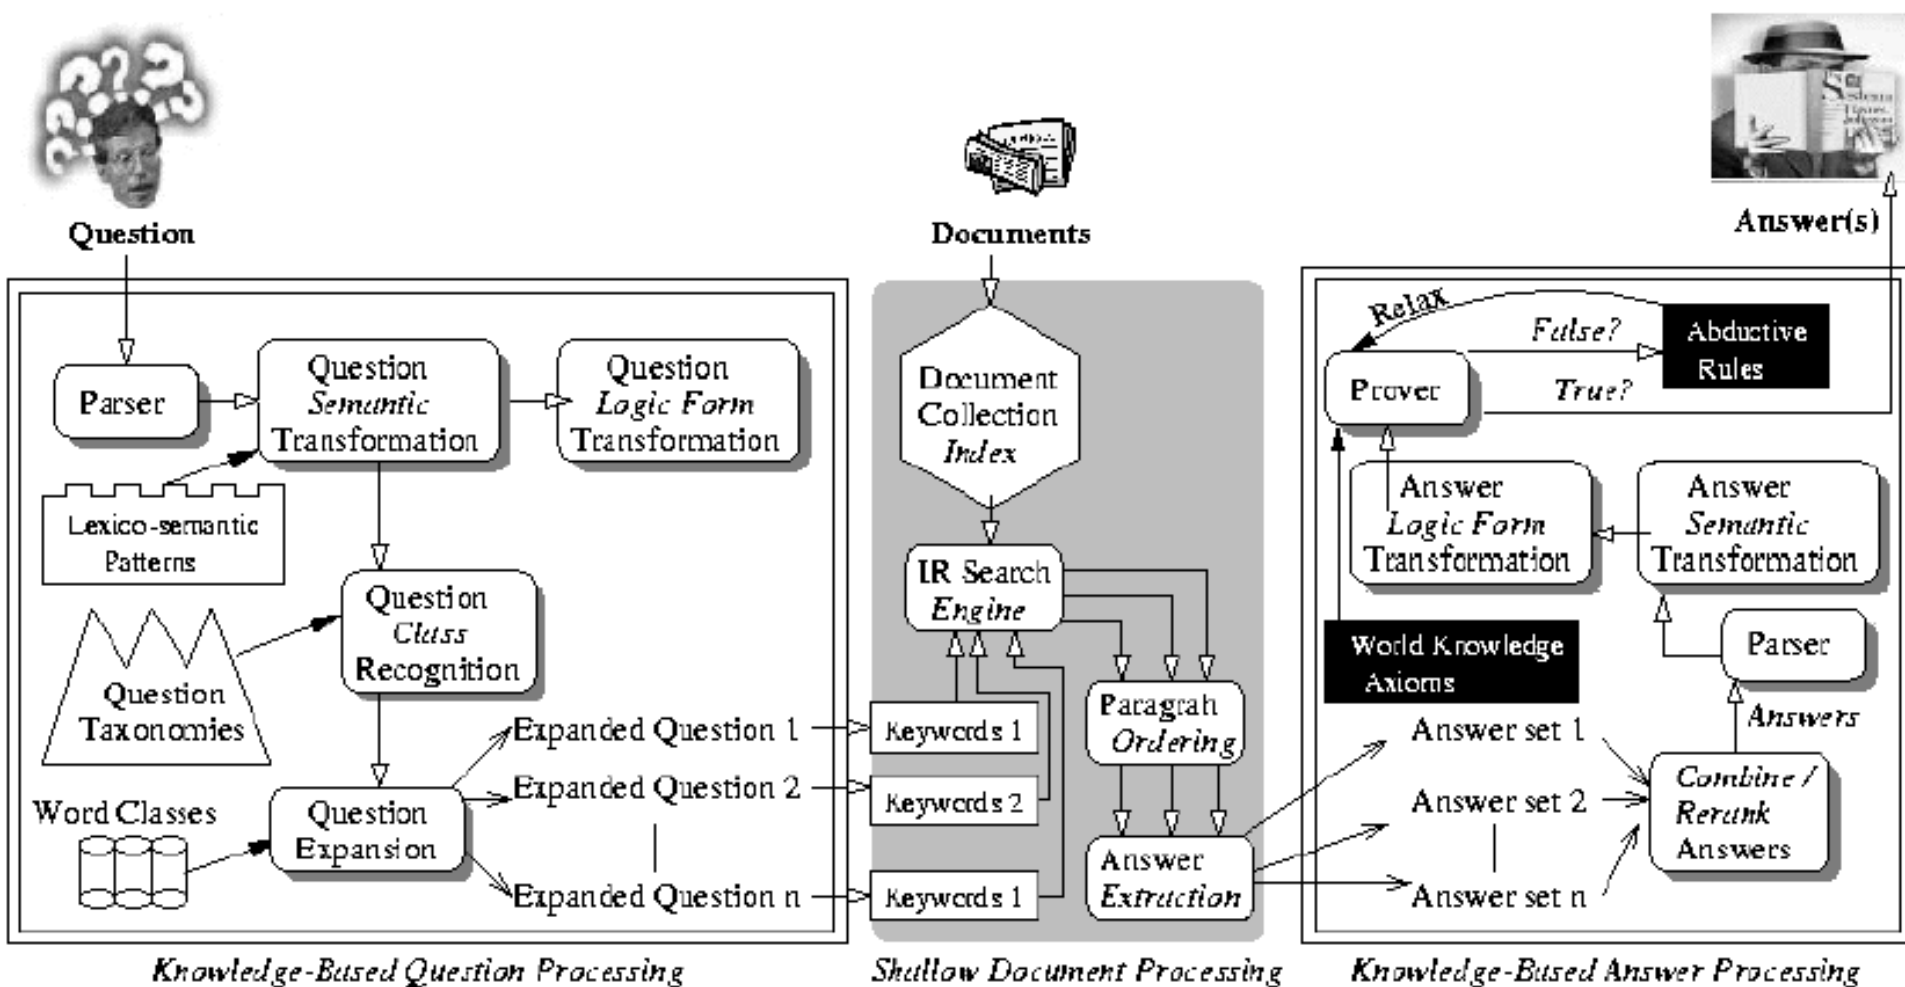 Question
Documents
Answer(s)
Parser
Question
Semantic
Transformation
Question
Logic Form
Transformation
Lexico-semantic
Patterns
Question
Class
Recognition
Question
Taxonomies
Word Classes
Question
Expansion
Expanded Question 1
Expanded Question 2
Expanded Question n
Knowledge-Based Question Processing
Document
Collection
Index
IR Search
Engine
Keywords 1
Keywords 2
Keywords 1
Paragrah
Ordering
Answer
Extraction
Shallow Document Processing
Relax
False?
True?
Abductive
Rules
Prover
Answer
Logic Form
Transformation
Answer
Semantic
Transformation
World Knowledge
Axioms
Parser
Answers
Answer set 1
Answer set 2
Answer set n
Combine /
Rerank
Answers
Knowledge-Based Answer Processing